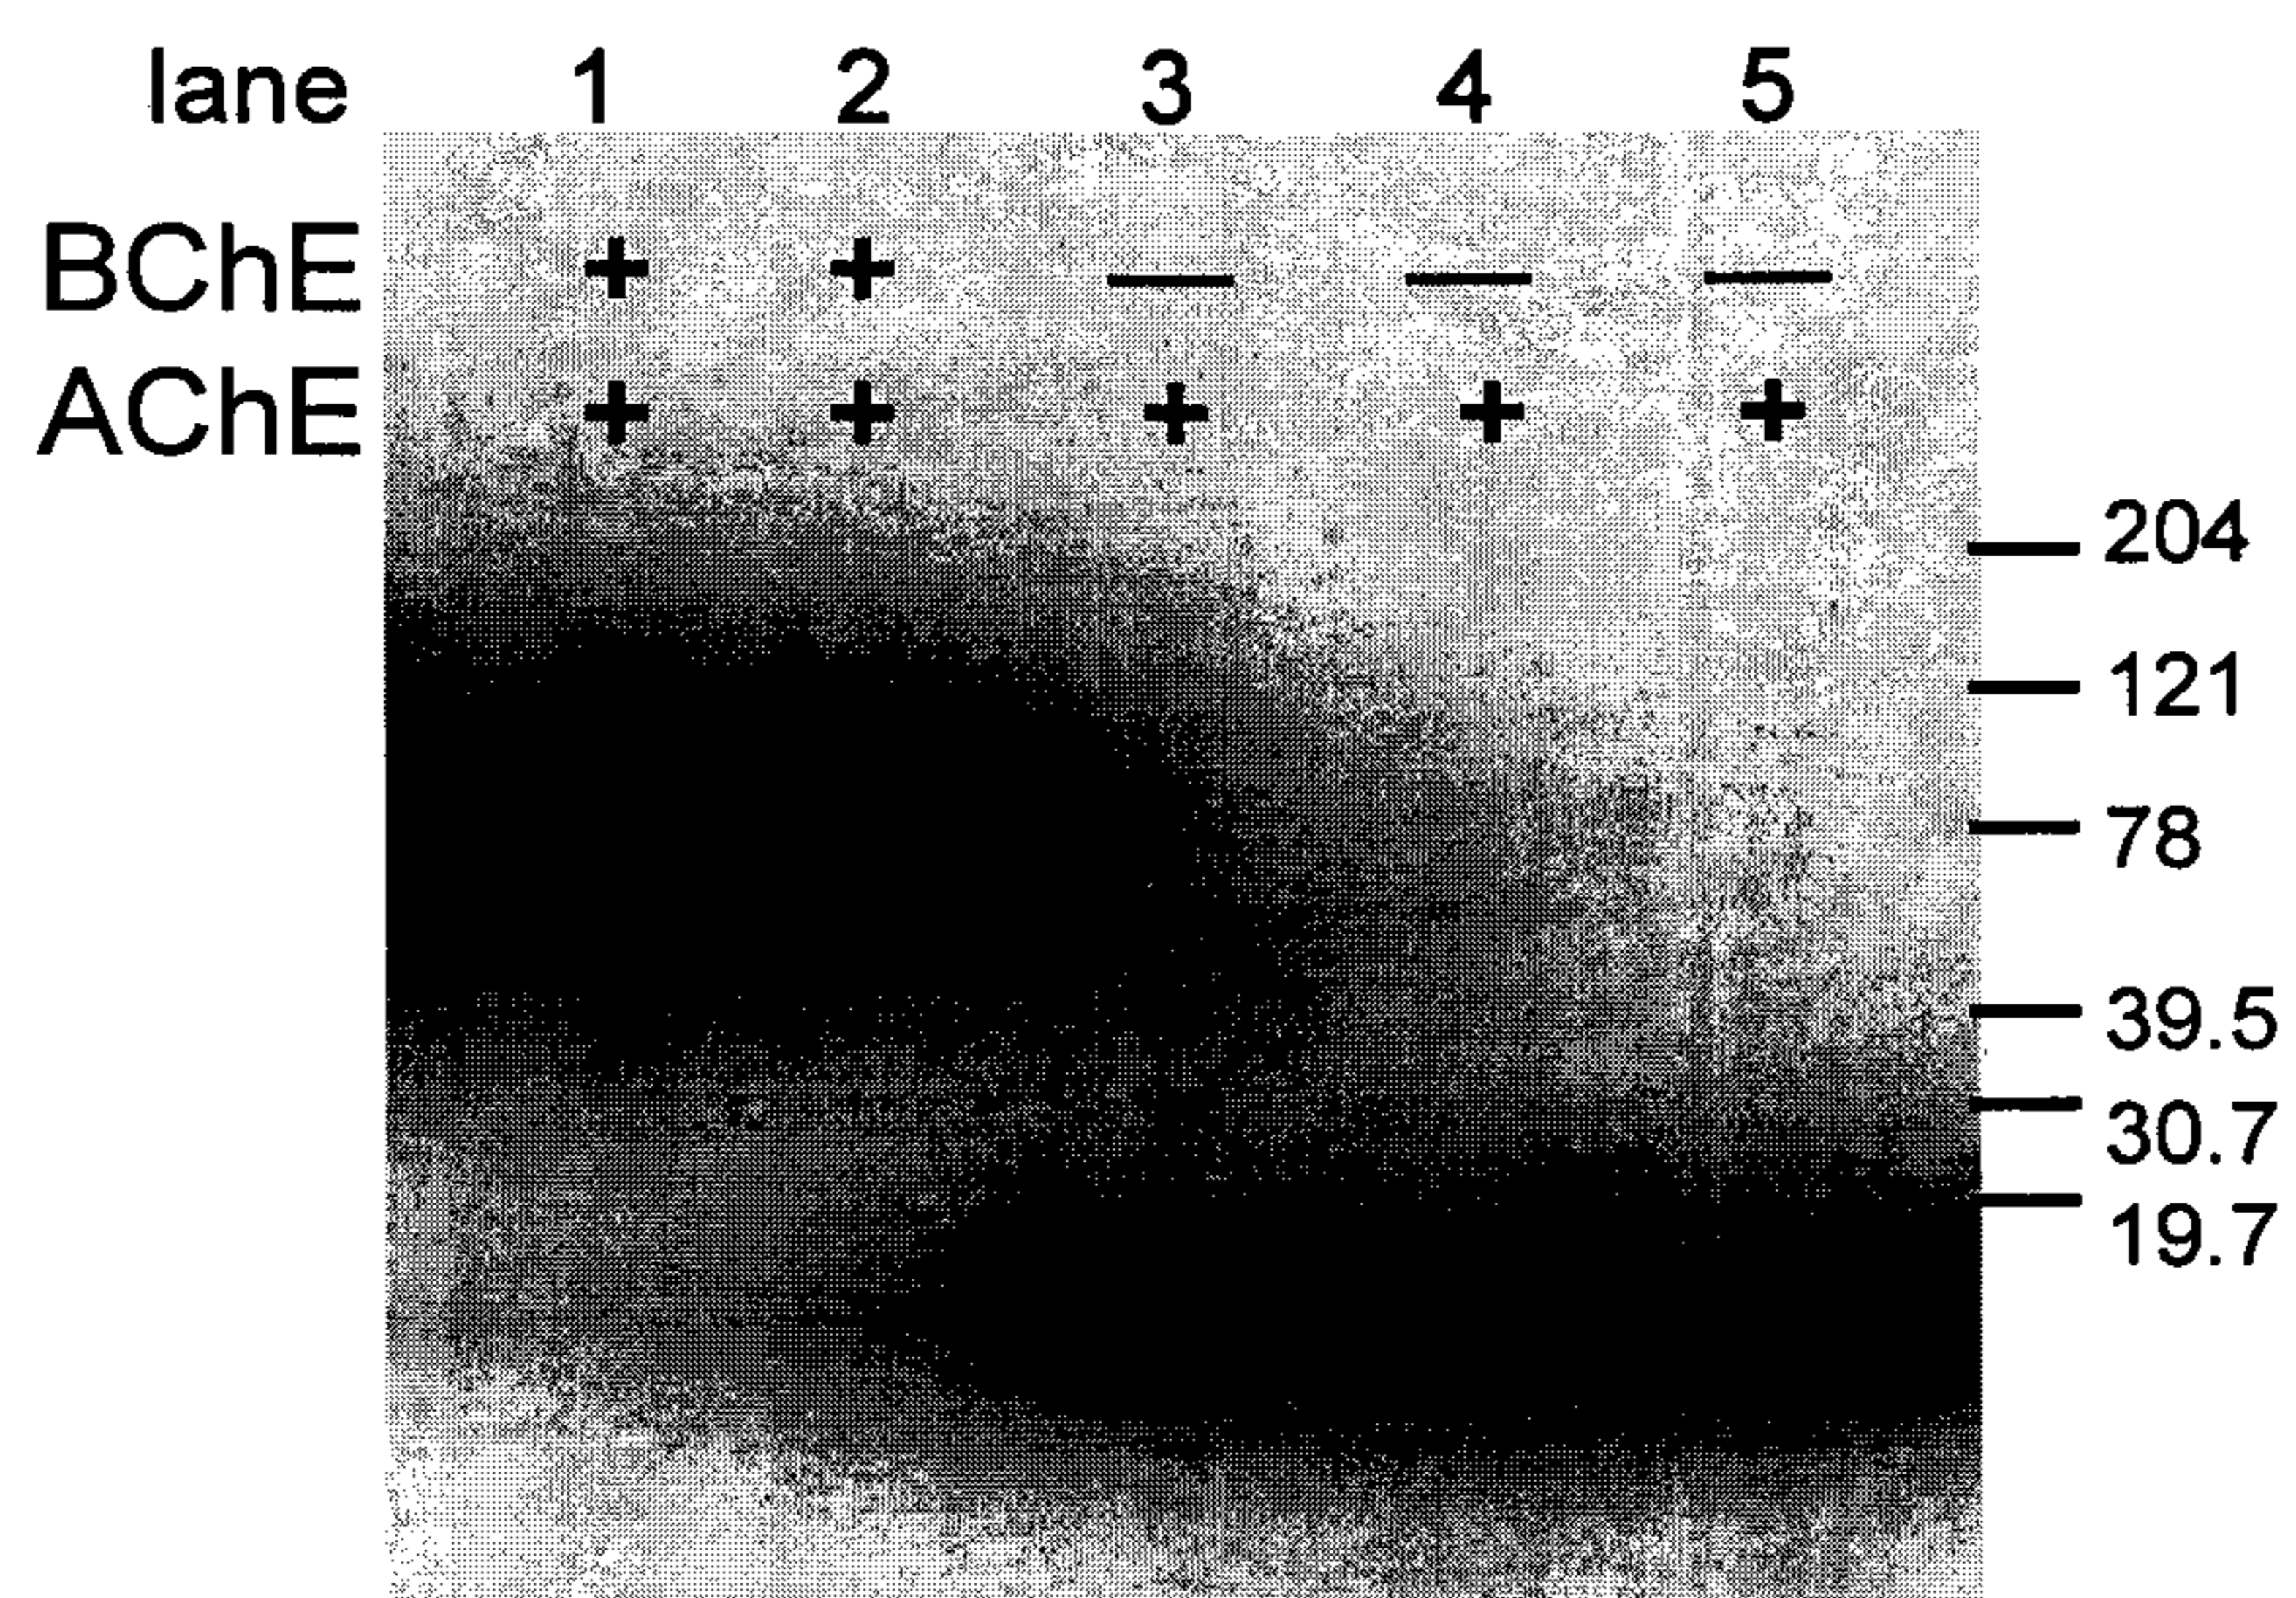 lane 1 2 3 4 5
BChE + + — — —
AChE + + + + +
204
121
78
39.5
30.7
19.7